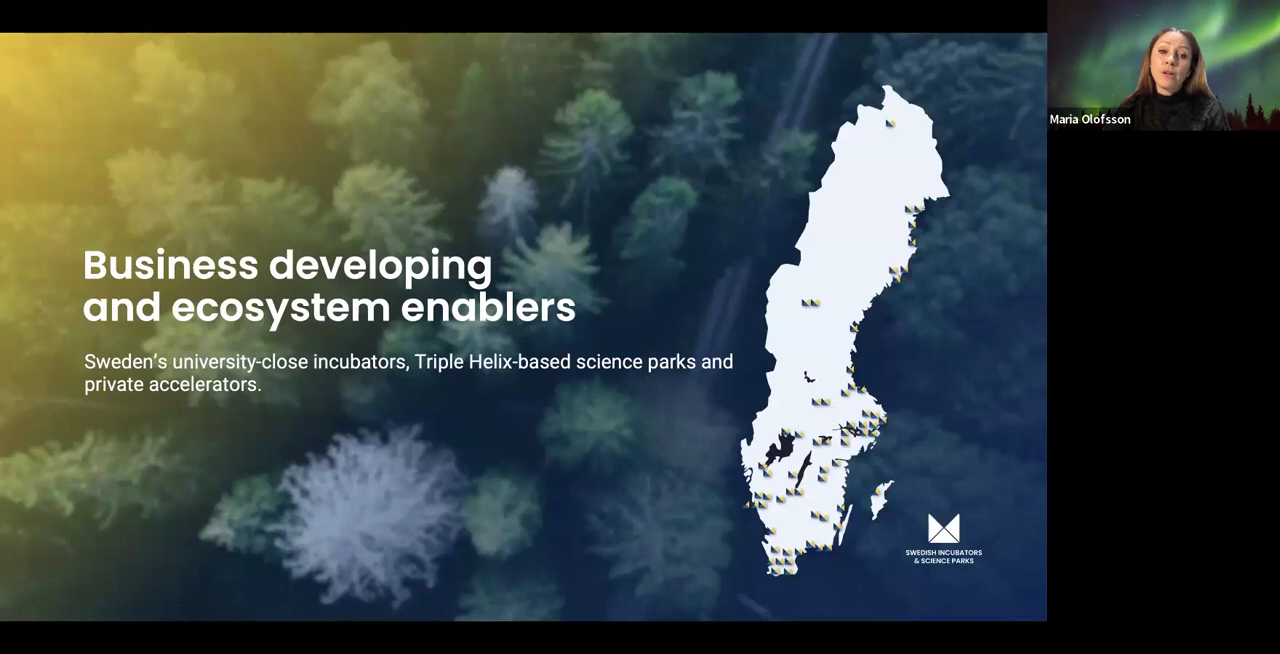 Business developing
and ecosystem enablers
Sweden’s university-close incubators, Triple Helix-based science parks and
private accelerators.
SWEDISH INCUBATORS
& SCIENCE PARKS
Maria Olofsson